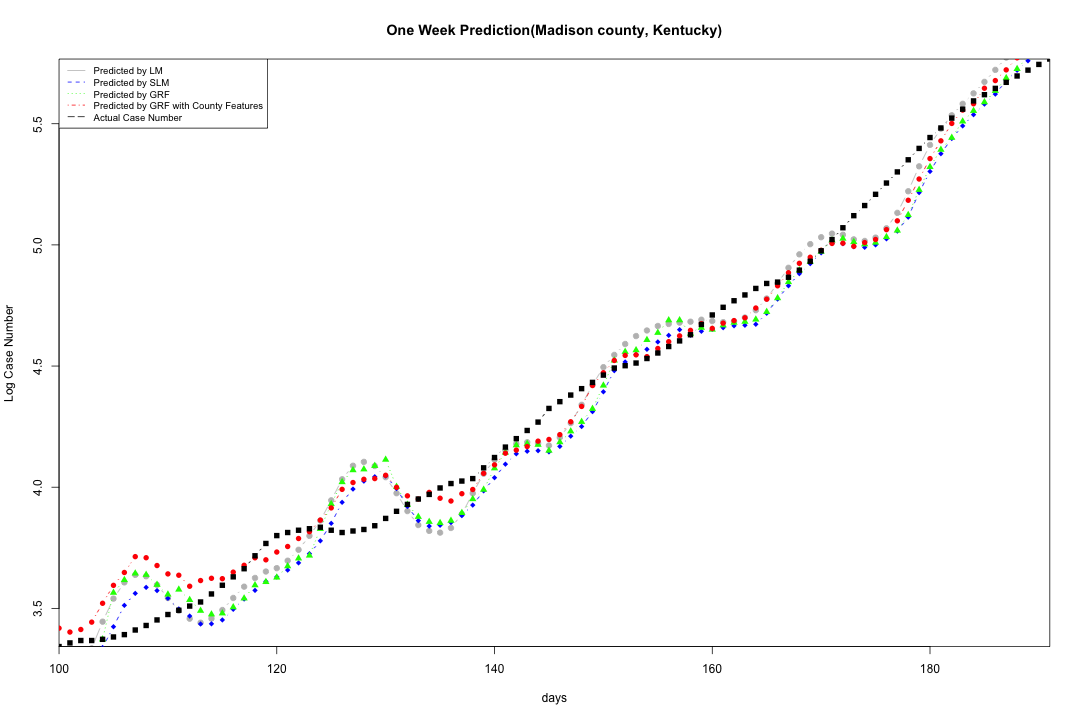 One Week Prediction(Madison county, Kentucky)
Predicted by LM
Predicted by SLM
Predicted by GRF
Predicted by GRF with County Features
Actual Case Number
Log Case Number
5.5
5.0
4.5
4.0
3.5
100 120 140 160 180
days